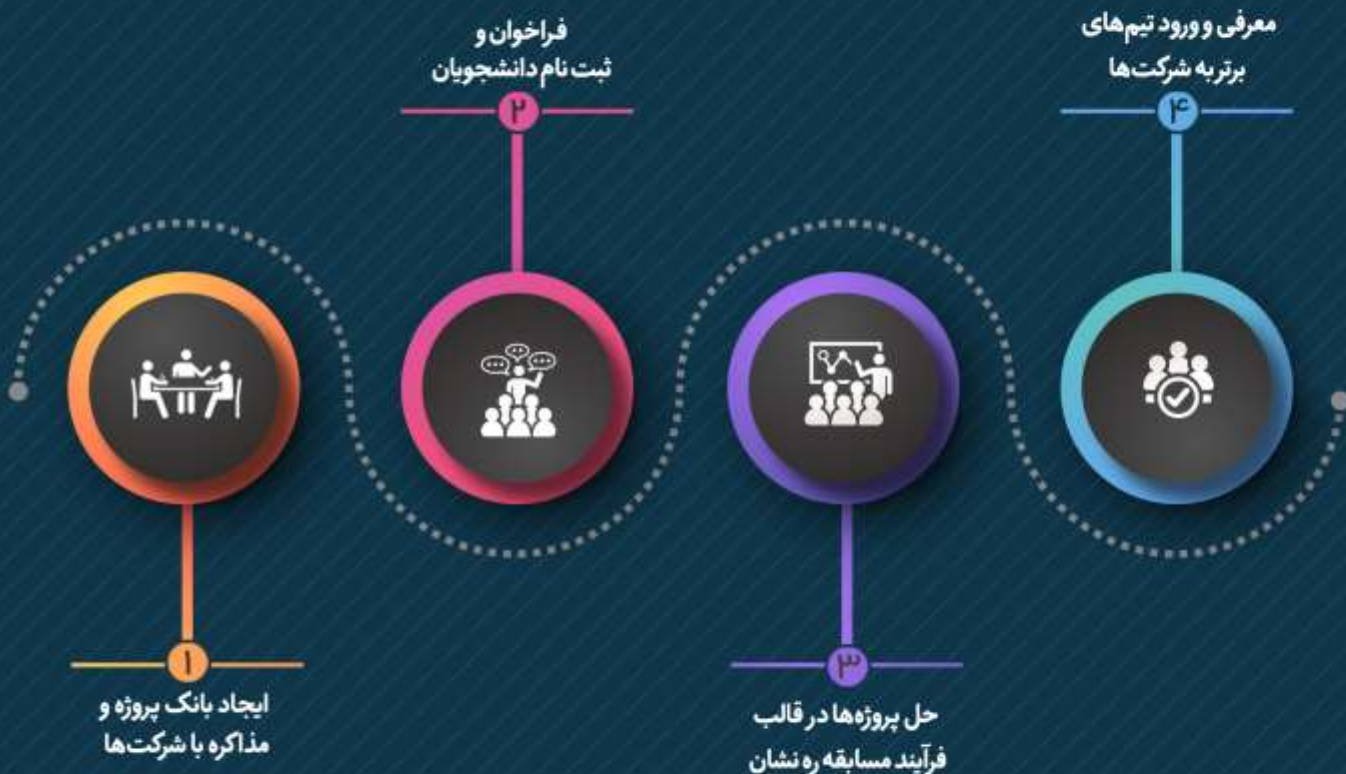 ۱
ایجاد بانک پروژه و
مذاکره با شرکت‌ها
فراخوان و
ثبت نام دانشجویان
۲
۳
حل پروژه‌ها در قالب
فرآیند مسابقه ره نشان
معرفی و ورود تیم‌های
برتر به شرکت‌ها
۴